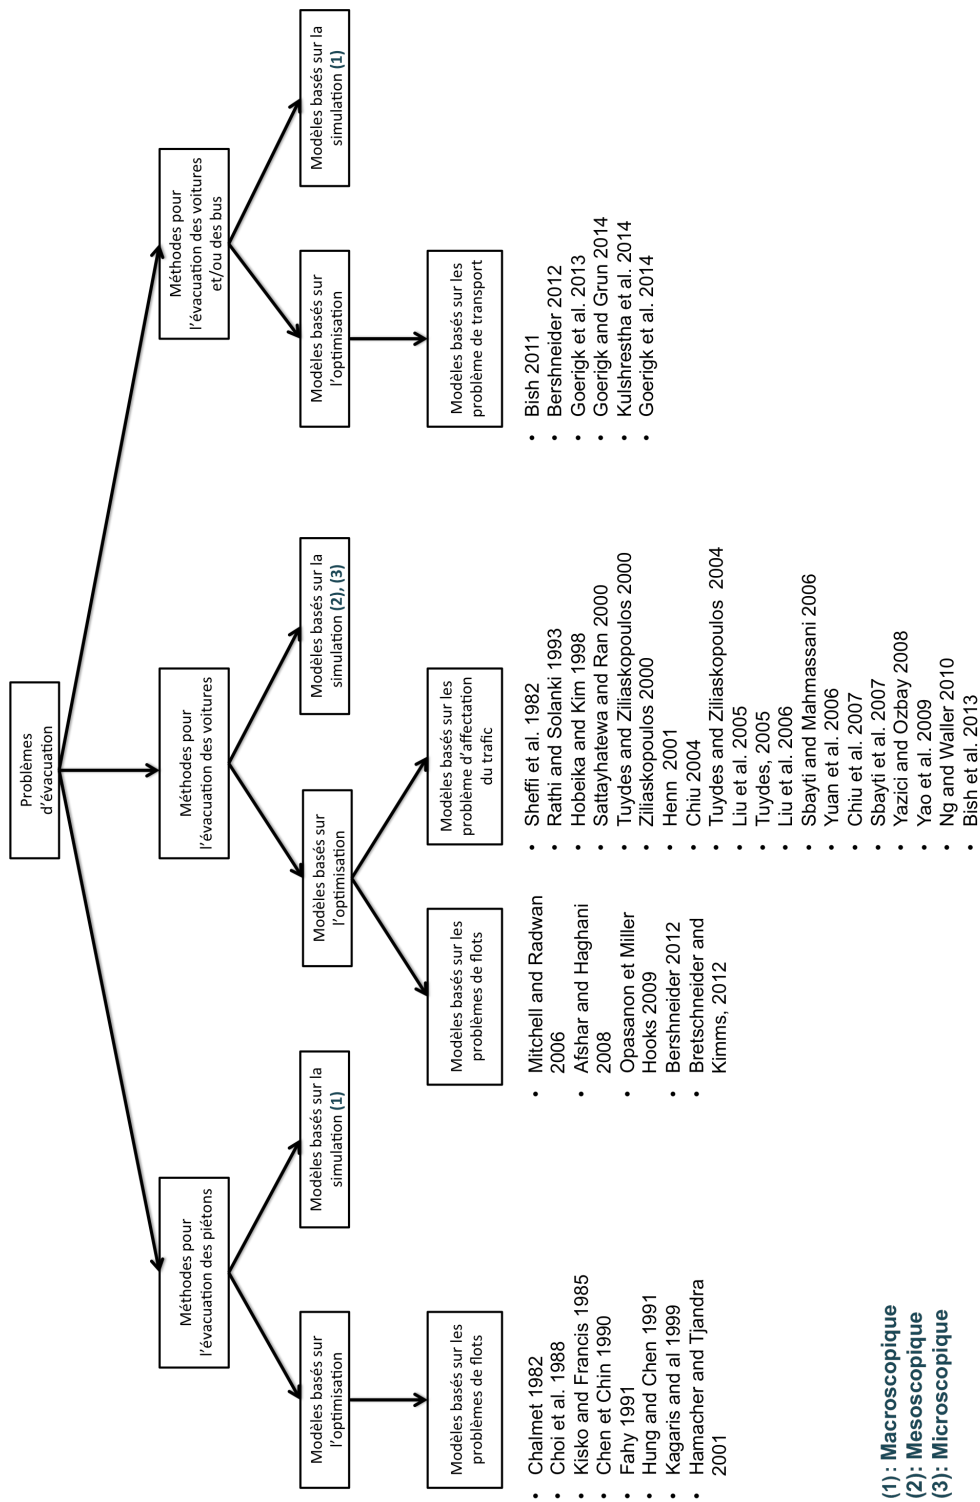 Problèmes
d'évacuation
Méthodes pour
l'évacuation des piétons
Méthodes pour
l'évacuation des voitures
Méthodes pour
l'évacuation des voitures
et/ou des bus
Modèles basés sur
l'optimisation
Modèles basés sur la
simulation (1)
Modèles basés sur
l'optimisation
Modèles basés sur la
simulation (2), (3)
Modèles basés sur
l'optimisation
Modèles basés sur la
simulation (1)
Modèles basés sur les
problèmes de flots
Modèles basés sur les
problèmes de flots
Modèles basés sur les
problème d'affectation
du trafic
Modèles basés sur les
problème de transport
• Chalmet 1982
• Choi et al. 1988
• Kisko and Francis 1985
• Chen et Chin 1990
• Fahy 1991
• Hung and Chen 1991
• Kagaris and al 1999
• Hamacher and Tjandra
2001
• Mitchell and Radwan
2006
• Afshar and Haghani
2008
• Opasanon et Miller
Hooks 2009
• Bershneider 2012
• Bretschneider and
Kimms, 2012
• Sheffi et al. 1982
• Rathi and Solanki 1993
• Hobeika and Kim 1998
• Sattayhatewa and Ran 2000
• Tuydes and Ziliaskopoulos 2000
• Ziliaskopoulos 2000
• Henn 2001
• Chiu 2004
• Tuydes and Ziliaskopoulos 2004
• Liu et al. 2005
• Tuydes, 2005
• Liu et al. 2006
• Sbayti and Mahmassani 2006
• Yuan et al. 2006
• Chiu et al. 2007
• Sbayti et al. 2007
• Yazici and Ozbay 2008
• Yao et al. 2009
• Ng and Waller 2010
• Bish et al. 2013
• Bish 2011
• Bershneider 2012
• Goerigk et al. 2013
• Goerigk and Grun 2014
• Kulshrestha et al. 2014
• Goerigk et al. 2014
(1): Macroscopique
(2): Mesoscopique
(3): Microscopique